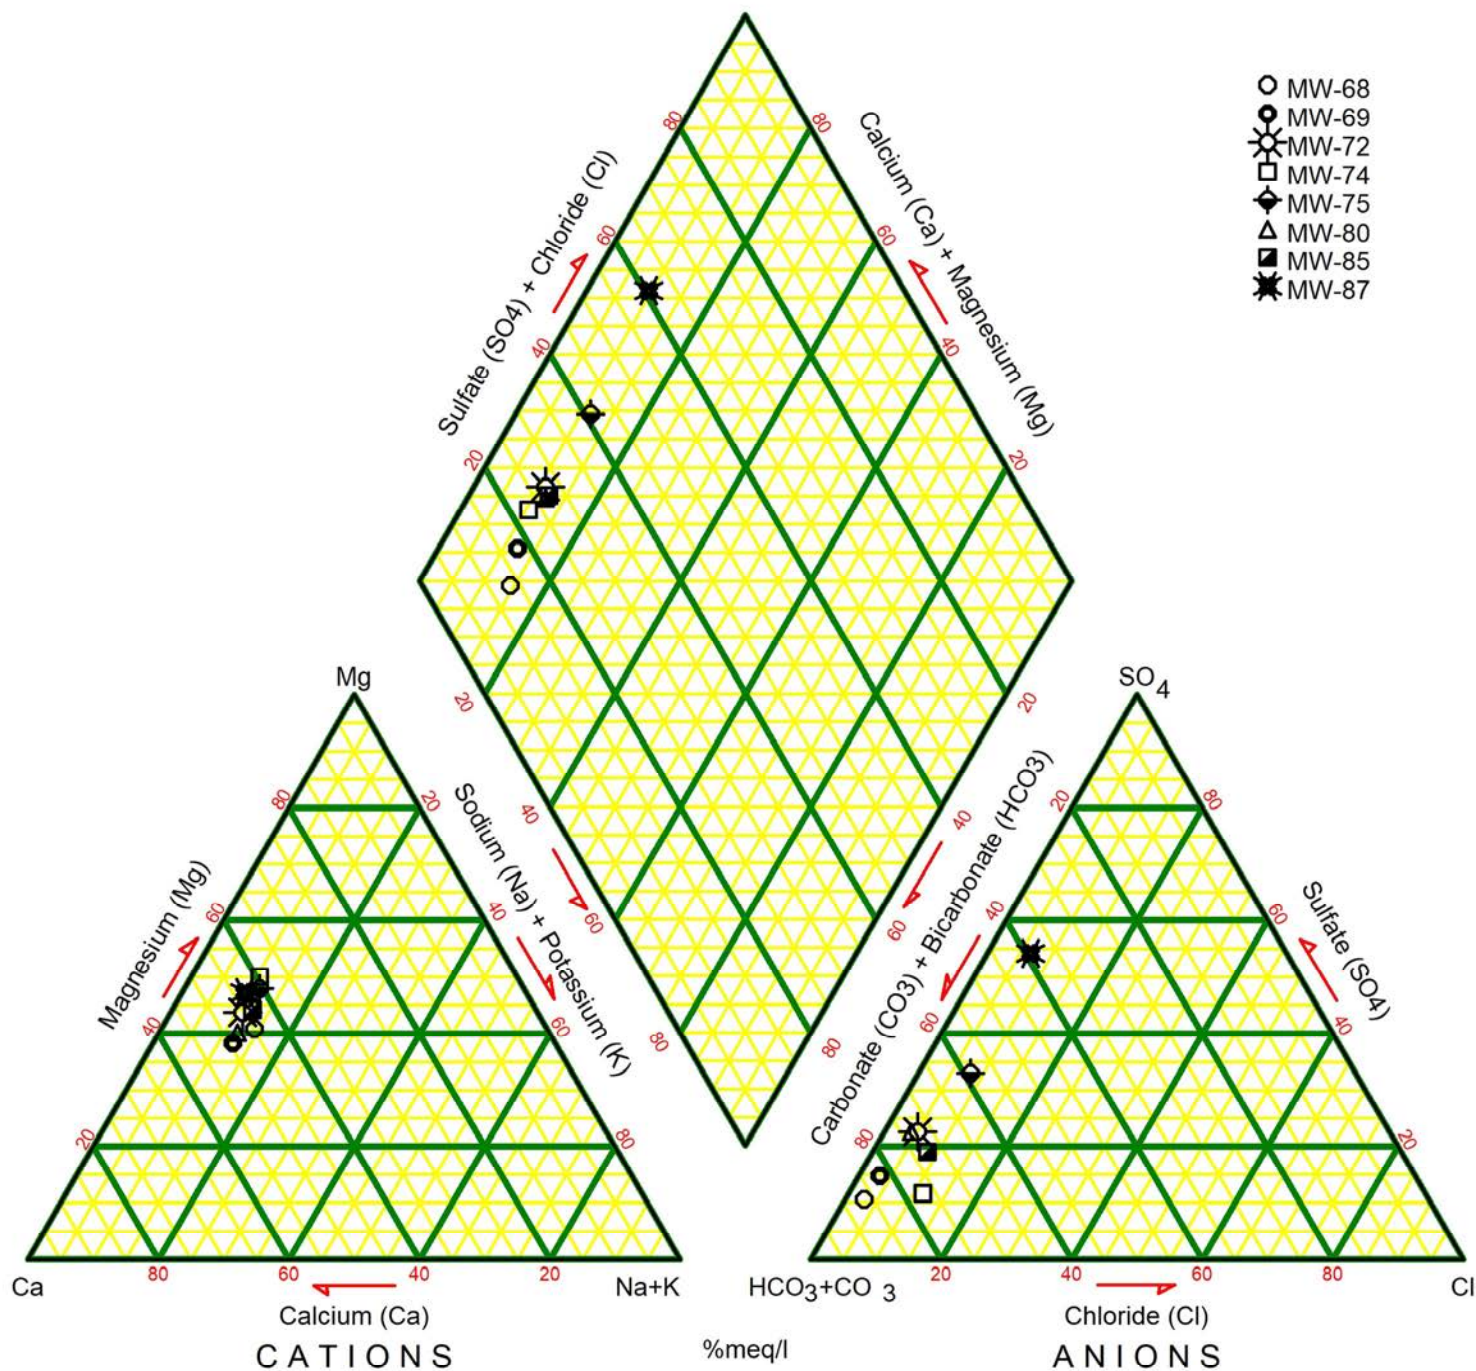 MW-68
MW-69
MW-72
MW-74
MW-75
MW-80
MW-85
MW-87
80
80
60
60
40
40
20
20
Sulfate (SO4) + Chloride (Cl)
Calcium (Ca) + Magnesium (Mg)
20
20
40
40
60
60
80
80
Sodium (Na) + Potassium (K)
Carbonate (CO3) + Bicarbonate (HCO3)
Mg
80
60
40
20
20
40
60
80
Magnesium (Mg)
Ca
80
60
40
20
Na+K
Calcium (Ca)
CATIONS
%meq/l
SO4
20
40
60
80
80
60
40
20
Sulfate (SO4)
HCO3+CO3
20
40
60
80
Cl
Chloride (Cl)
ANIONS